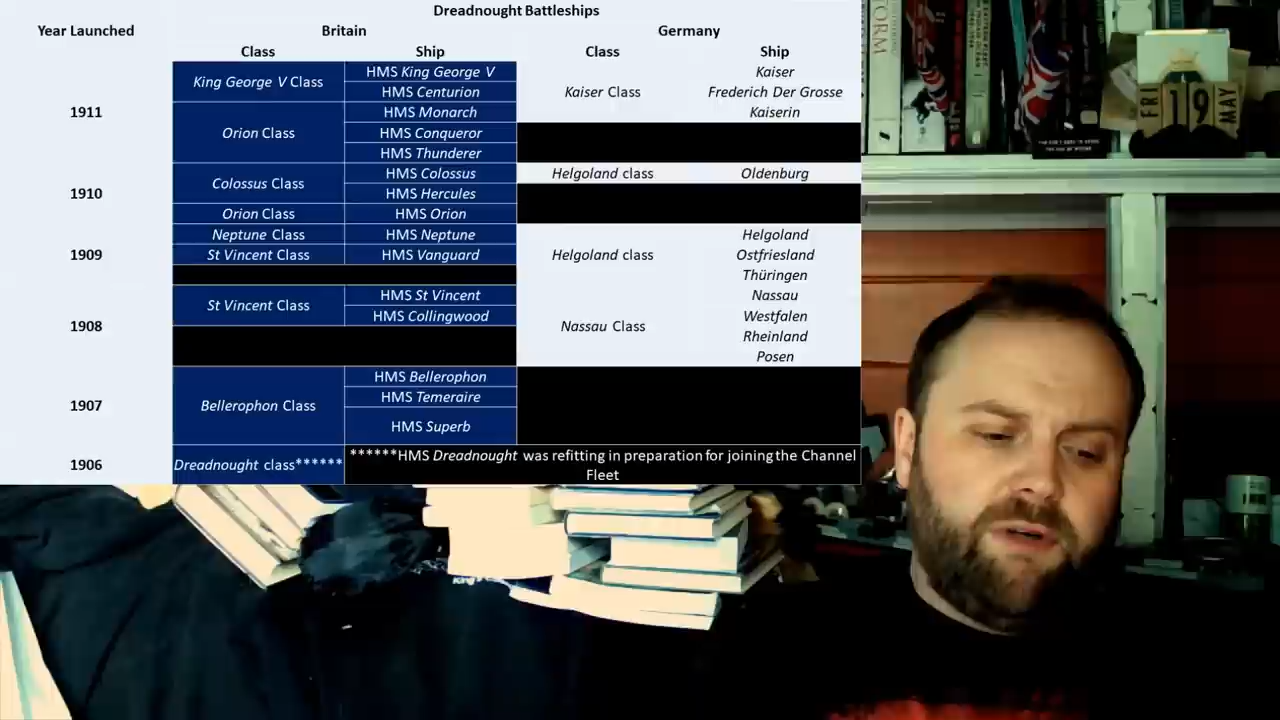 Dreadnought Battleships
Year Launched Britain Germany
Class Ship Class Ship
1911 King George V Class HMS King George V Kaiser Class Kaiser
HMS Centurion Frederich Der Grosse
Orion Class HMS Monarch Kaiserin
HMS Conqueror
HMS Thunderer
1910 Colossus Class HMS Colossus Helgoland class Oldenburg
HMS Hercules
Orion Class HMS Orion
1909 Neptune Class HMS Neptune Helgoland class Helgoland
St Vincent Class HMS Vanguard Ostfriesland
Thüringen
1908 St Vincent Class HMS St Vincent Nassau Class Nassau
HMS Collingwood Westfalen
Rheinland
Posen
1907 Bellerophon Class HMS Bellerophon
HMS Temeraire
HMS Superb
1906 Dreadnought class****** ******HMS Dreadnought was refitting in preparation for joining the Channel
Fleet
FRI 19 MAY